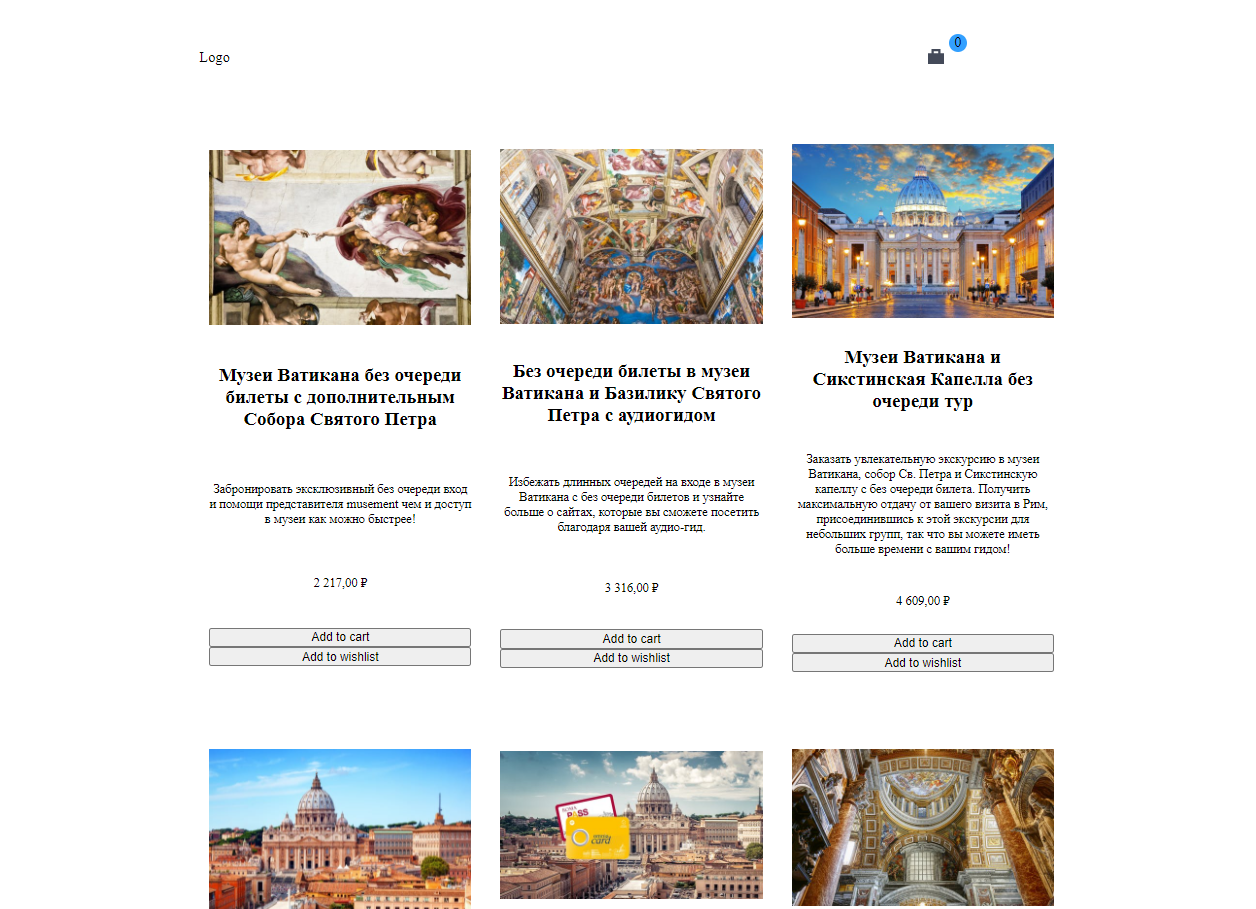 Logo
0
Музеи Ватикана без очереди
билеты с дополнительным
Собора Святого Петра
Забронировать эксклюзивный без очереди вход
и помощи представителя musement чем и доступ
в музеи как можно быстрее!
2 217,00 ₽
Add to cart
Add to wishlist
Без очереди билеты в музеи
Ватикана и Базилику Святого
Петра с аудиогидом
Избежать длинных очередей на входе в музеи
Ватикана с без очереди билетов и узнайте
больше о сайтах, которые вы сможете посетить
благодаря вашей аудио-гид.
3 316,00 ₽
Add to cart
Add to wishlist
Музеи Ватикана и
Сикстинская Капелла без
очереди тур
Заказать увлекательную экскурсию в музеи
Ватикана, собор Св. Петра и Сикстинскую
капеллу с без очереди билета. Получить
максимальную отдачу от вашего визита в Рим,
присоединившись к этой экскурсии для
небольших групп, так что вы можете иметь
больше времени с вашим гидом!
4 609,00 ₽
Add to cart
Add to wishlist
PASS
card